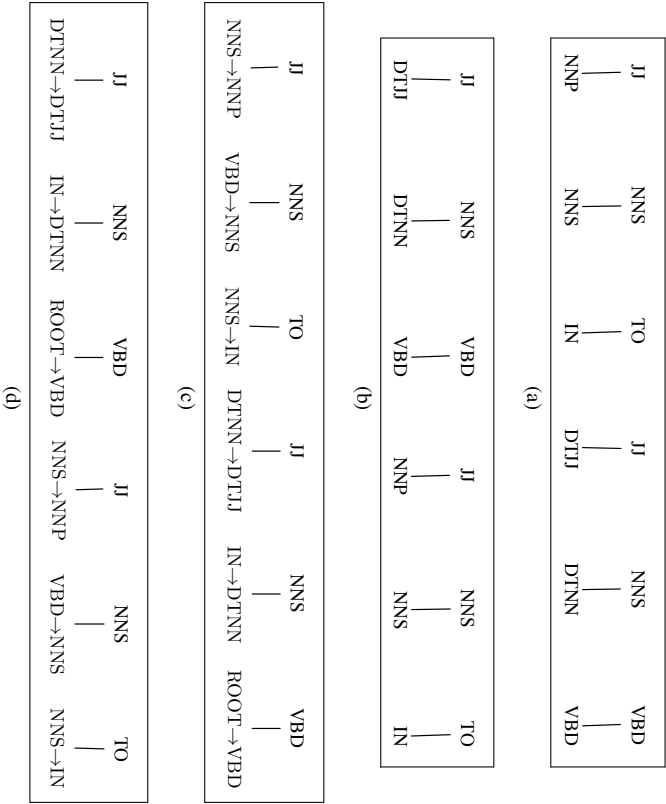 JJ NNS TO JJ NNS VBD
NNP NNS IN DTJJ DTNN VBD
(a)
JJ NNS VBD JJ NNS TO
DTJJ DTNN VBD NNP NNS IN
(b)
JJ NNS TO JJ NNS VBD
NNS→NNP VBD→NNS NNS→IN DTNN→DTJJ IN→DTNN ROOT→VBD
(c)
JJ NNS VBD JJ NNS TO
DTNN→DTJJ IN→DTNN ROOT→VBD NNS→NNP VBD→NNS NNS→IN
(d)